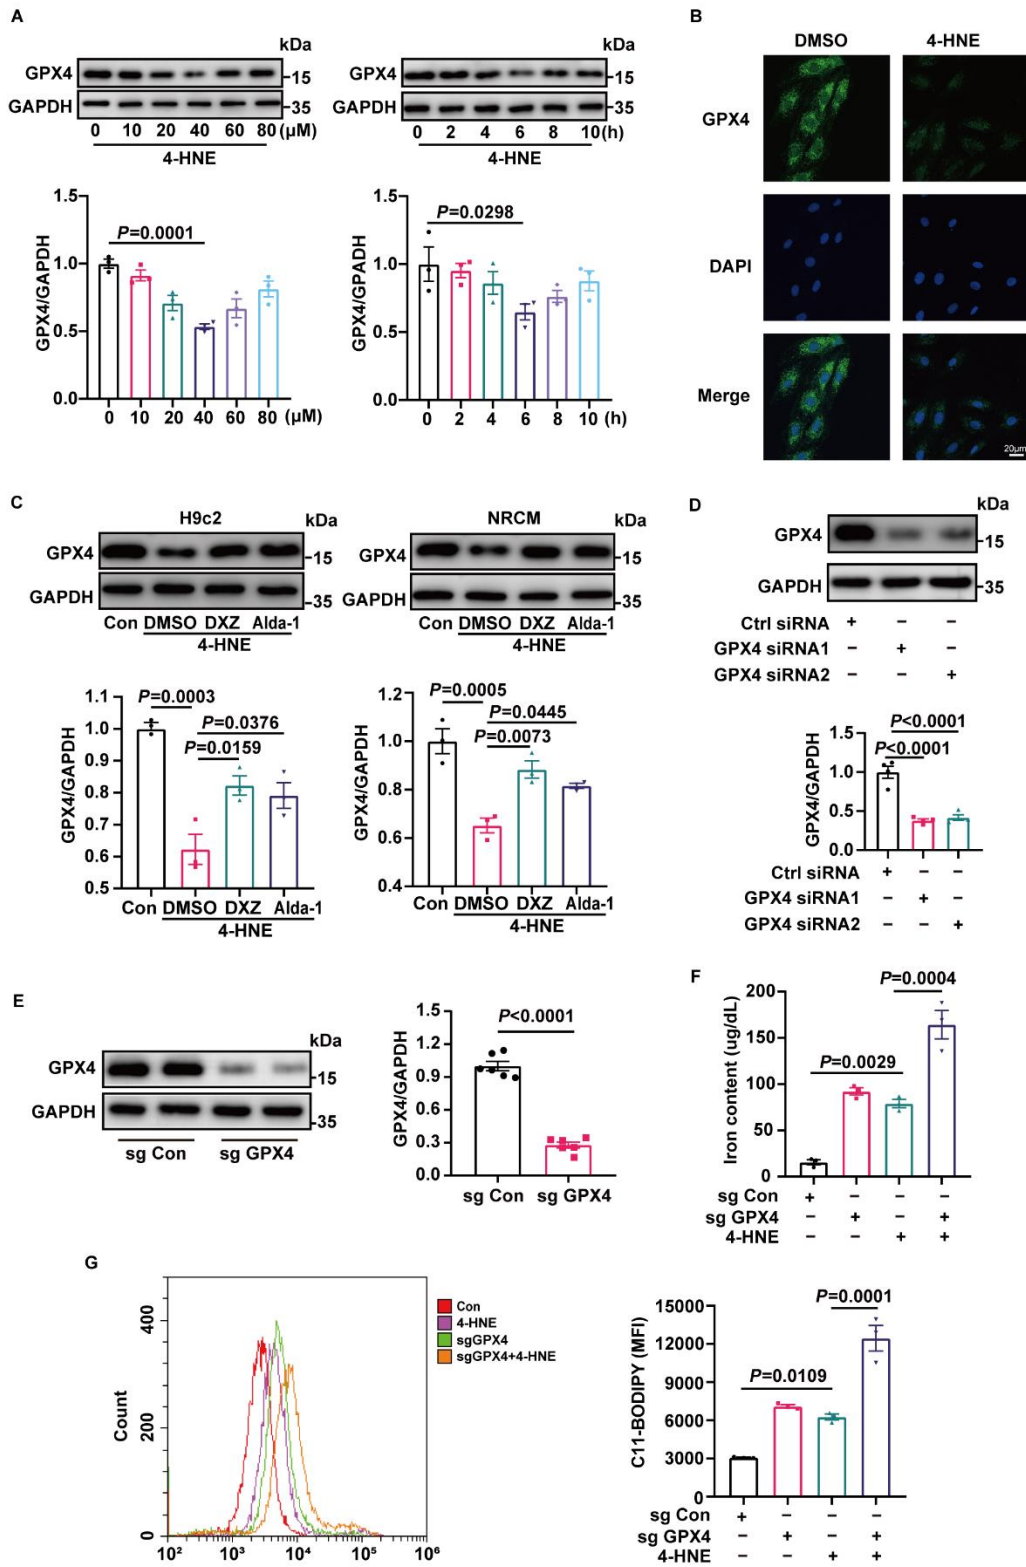 A
kDa
GPX4
-15
GAPDH
-35
0 10 20 40 60 80 (μM)
4-HNE
kDa
GPX4
-15
GAPDH
-35
0 2 4 6 8 10 (h)
4-HNE
GPX4/GAPDH
1.5
1.0
0.5
0.0
P=0.0001
0 10 20 40 60 80 (μM)
GPX4/GPADH
1.5
1.0
0.5
0.0
P=0.0298
0 2 4 6 8 10 (h)
B
DMSO 4-HNE
GPX4
DAPI
Merge
20μm
C
H9c2
kDa
GPX4
-15
GAPDH
-35
Con DMSO DXZ Alda-1
4-HNE
NRCM
kDa
GPX4
-15
GAPDH
-35
Con DMSO DXZ Alda-1
4-HNE
GPX4/GAPDH
1.1
1.0
0.9
0.8
0.7
0.6
0.5
P=0.0003
P=0.0376
P=0.0159
Con DMSO DXZ Alda-1
4-HNE
GPX4/GAPDH
1.2
1.0
0.8
0.6
0.4
P=0.0005
P=0.0445
P=0.0073
Con DMSO DXZ Alda-1
4-HNE
D
kDa
GPX4
-15
GAPDH
-35
Ctrl siRNA + − −
GPX4 siRNA1 − + −
GPX4 siRNA2 − − +
GPX4/GAPDH
1.5
1.0
0.5
0.0
P<0.0001
P<0.0001
Ctrl siRNA + − −
GPX4 siRNA1 − + −
GPX4 siRNA2 − − +
E
kDa
GPX4
-15
GAPDH
-35
sg Con sg GPX4
GPX4/GAPDH
1.5
1.2
0.9
0.6
0.3
0.0
P<0.0001
sg Con sg GPX4
F
Iron content (ug/dL)
200
150
100
50
0
P=0.0004
P=0.0029
sg Con + − − −
sg GPX4 − + − +
4-HNE − − + +
G
Count
400
200
0
10² 10³ 10⁴ 10⁵ 10⁶
Con
4-HNE
sgGPX4
sgGPX4+4-HNE
C11-BODIPY (MFI)
15000
12000
9000
6000
3000
0
P=0.0001
P=0.0109
sg Con + − − −
sg GPX4 − + − +
4-HNE − − + +